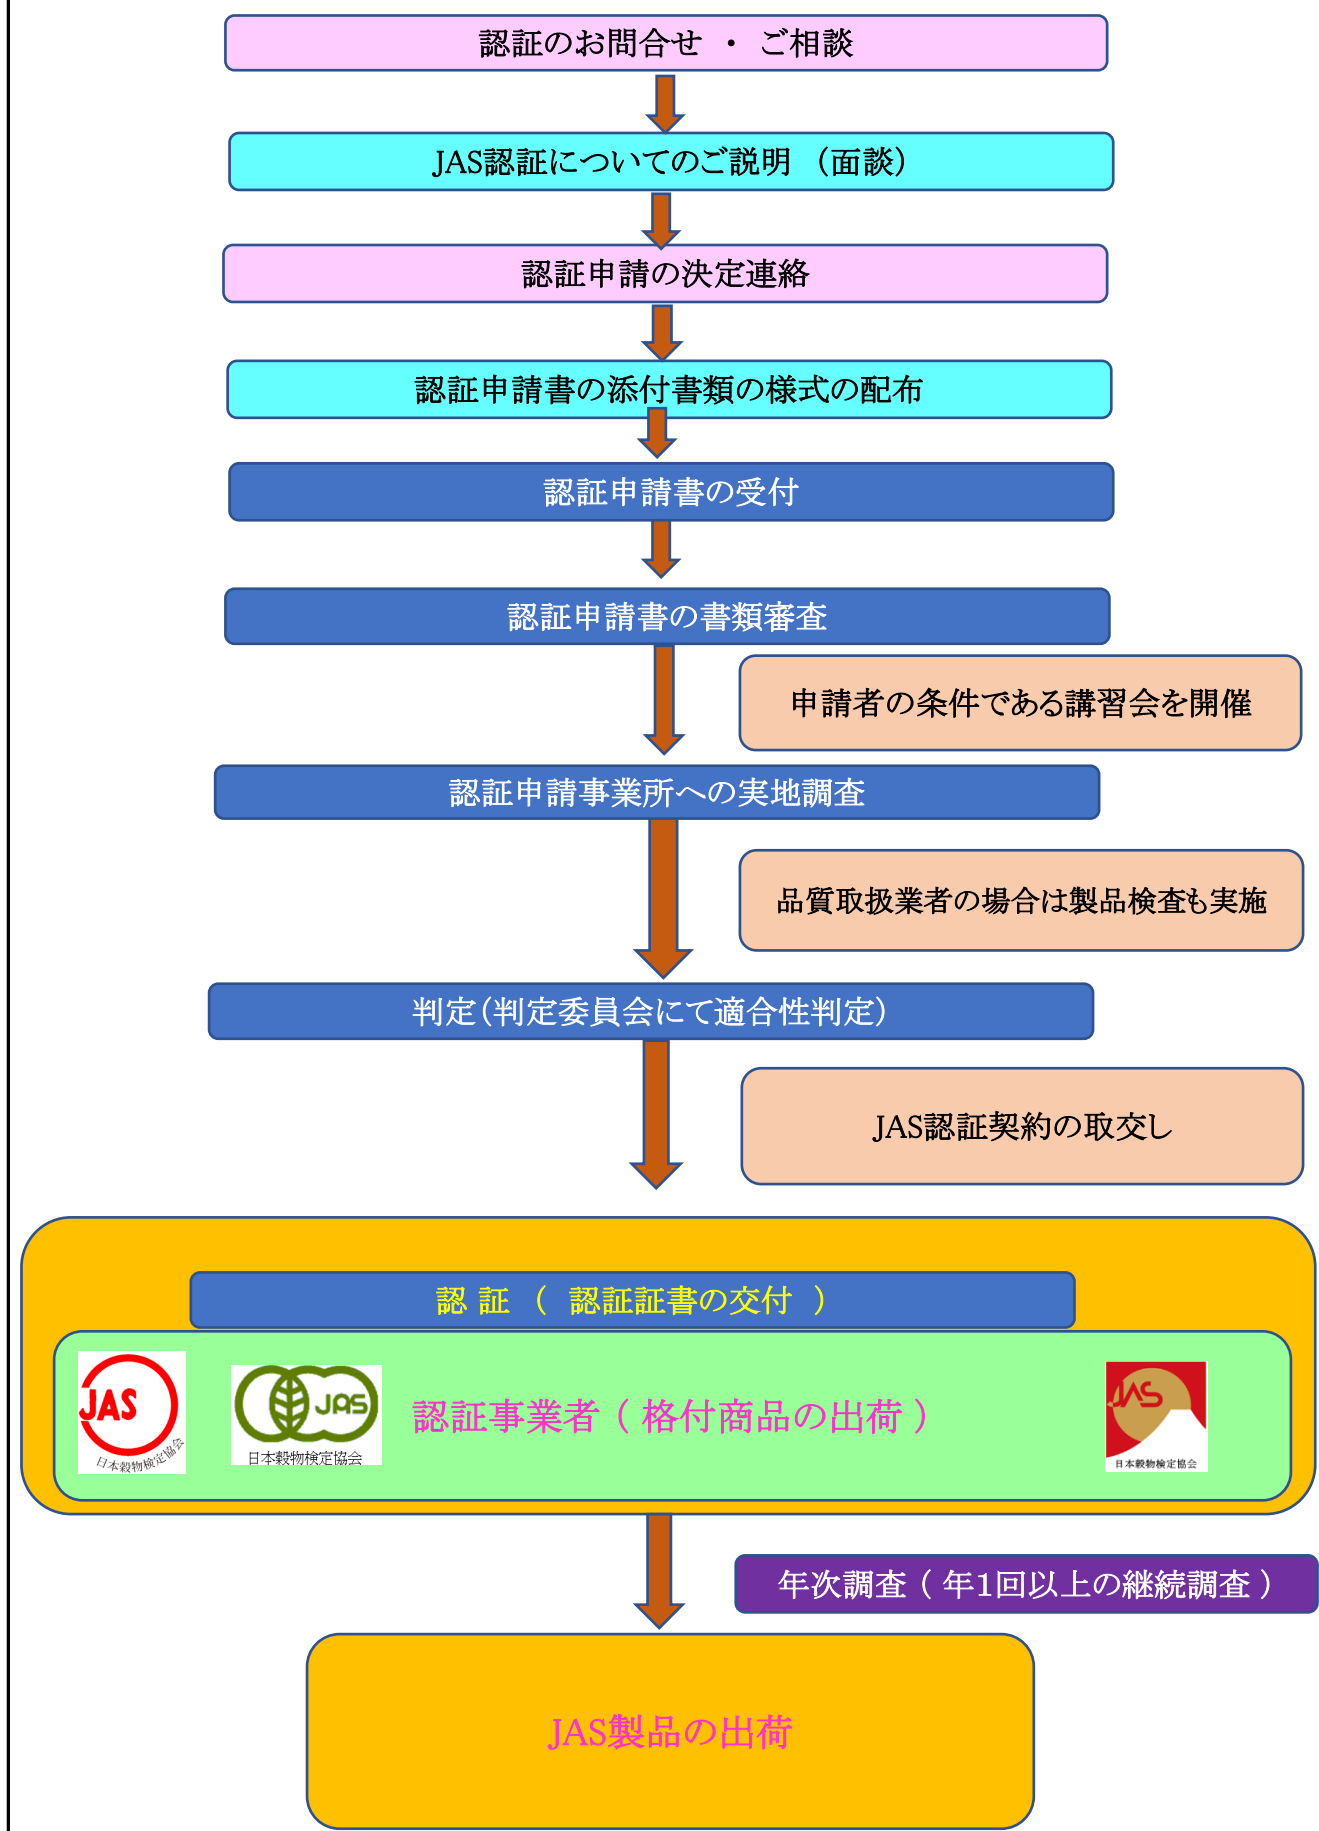 認証のお問合せ ・ ご相談
JAS認証についてのご説明 （面談）
認証申請の決定連絡
認証申請書の添付書類の様式の配布
認証申請書の受付
認証申請書の書類審査
申請者の条件である講習会を開催
認証申請事業所への実地調査
品質取扱業者の場合は製品検査も実施
判定（判定委員会にて適合性判定）
JAS認証契約の取交し
認 証 （ 認証証書の交付 ）
JAS
日本穀物検定協会
JAS
日本穀物検定協会
認証事業者（ 格付商品の出荷 ）
JAS
日本穀物検定協会
年次調査（ 年１回以上の継続調査 ）
JAS製品の出荷